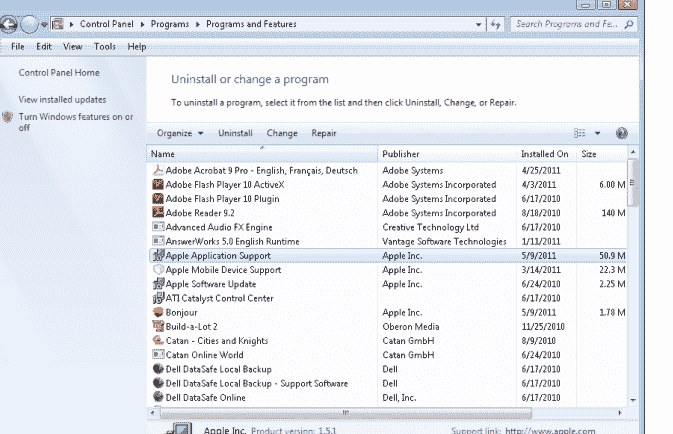 Control Panel Programs Programs and Features Search Programs and Fe...
File Edit View Tools Help
Control Panel Home
View installed updates
Turn Windows features on or
off
Uninstall or change a program
To uninstall a program, select it from the list and then click Uninstall, Change, or Repair.
Organize Uninstall Change Repair
Name Publisher Installed On Size
Adobe Acrobat 9 Pro - English, Français, Deutsch Adobe Systems 4/25/2011
Adobe Flash Player 10 ActiveX Adobe Systems Incorporated 4/3/2011 6.00 M
Adobe Flash Player 10 Plugin Adobe Systems Incorporated 6/17/2010
Adobe Reader 9.2 Adobe Systems Incorporated 8/18/2010 140 M
Advanced Audio FX Engine Creative Technology Ltd 6/17/2010
AnswerWorks 5.0 English Runtime Vantage Software Technologies 1/11/2011
Apple Application Support Apple Inc. 5/9/2011 50.9 M
Apple Mobile Device Support Apple Inc. 3/14/2011 22.3 M
Apple Software Update Apple Inc. 6/24/2010 2.25 M
ATI Catalyst Control Center 6/17/2010
Bonjour Apple Inc. 5/9/2011 1.78 M
Build-a-Lot 2 Oberon Media 11/25/2010
Catan - Cities and Knights Catan GmbH 8/9/2010
Catan Online World Catan GmbH 6/24/2010
Dell DataSafe Local Backup Dell 6/17/2010
Dell DataSafe Local Backup - Support Software Dell 6/17/2010
Dell DataSafe Online Dell, Inc. 6/17/2010
Apple Inc. Product version: 1.5.1 Support link: http://www.apple.com